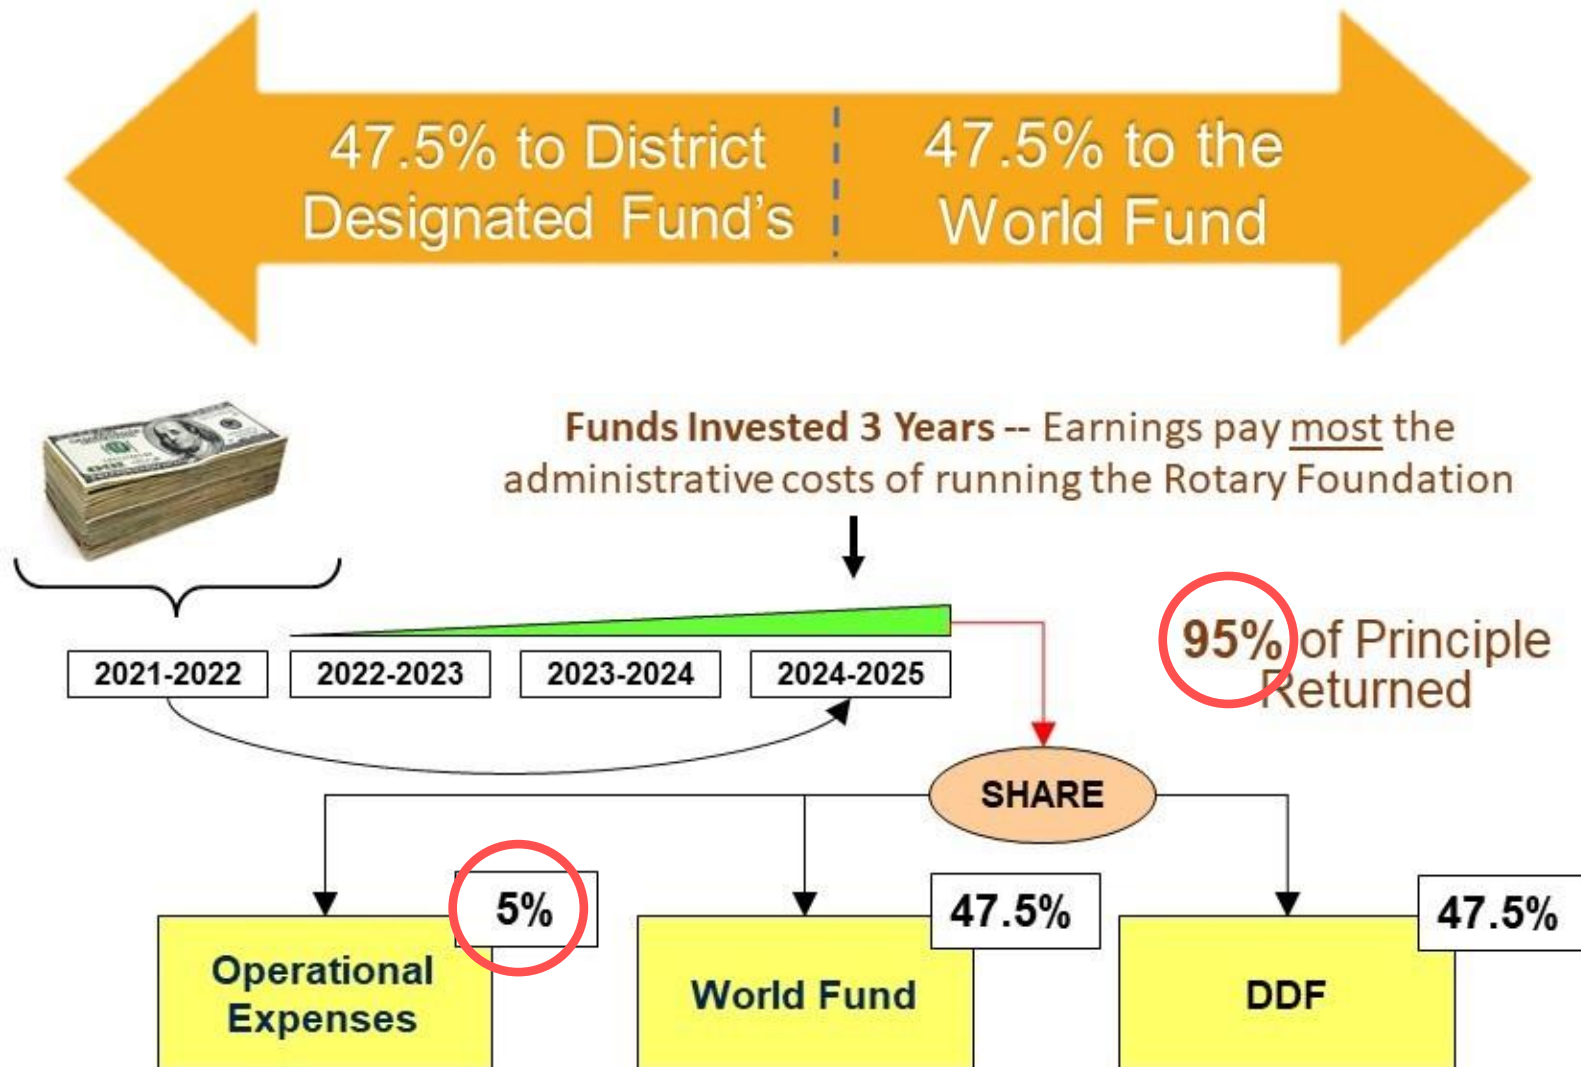 47.5% to District
Designated Fund's
47.5% to the
World Fund
Funds Invested 3 Years -- Earnings pay most the
administrative costs of running the Rotary Foundation
2021-2022
2022-2023
2023-2024
2024-2025
95% of Principle
Returned
SHARE
5%
47.5%
47.5%
Operational
Expenses
World Fund
DDF